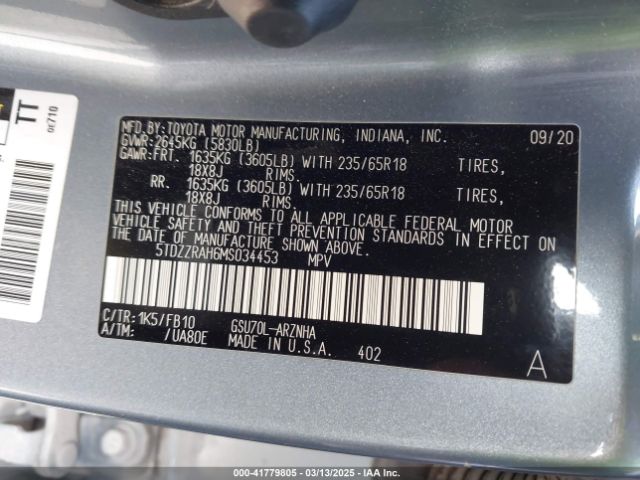 TT
0r710
MFD.BY:TOYOTA MOTOR MANUFACTURING, INDIANA, INC. 09/20
GVWR:2645KG (5830LB)
GAWR:FRT. 1635KG (3605LB) WITH 235/65R18 TIRES,
18X8J RIMS.
RR. 1635KG (3605LB) WITH 235/65R18 TIRES,
18X8J RIMS.
THIS VEHICLE CONFORMS TO ALL APPLICABLE FEDERAL MOTOR
VEHICLE SAFETY AND THEFT PREVENTION STANDARDS IN EFFECT ON
THE DATE OF MANUFACTURE SHOWN ABOVE.
5TDZZRAH6MS034453 MPV
C/TR:1K5/FB10 GSU70L-ARZNHA
A/TM: /UA80E MADE IN U.S.A. 402
A
000-41779805 - 03/13/2025 - IAA Inc.